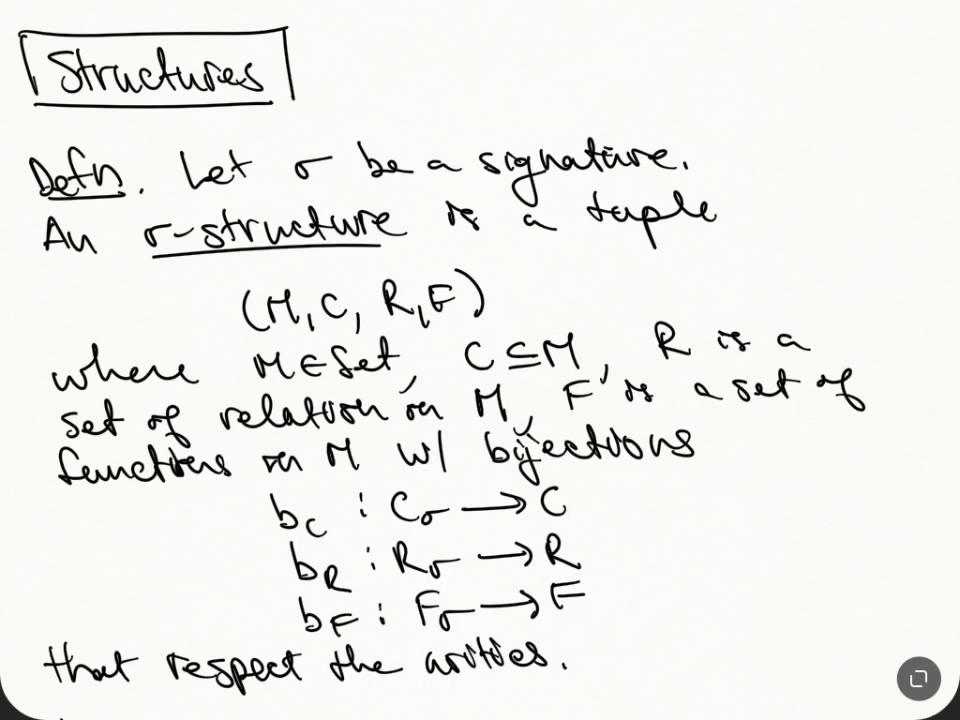 Structures
Defn. Let σ be a signature.
An σ-structure is a tuple
(M, C, R, F)
where M ∈ Set, C ⊆ M, R is a
set of relation on M, F is a set of
functions on M w/ bijections
b_C : C_σ → C
b_R : R_σ → R
b_F : F_σ → F
that respect the arities.